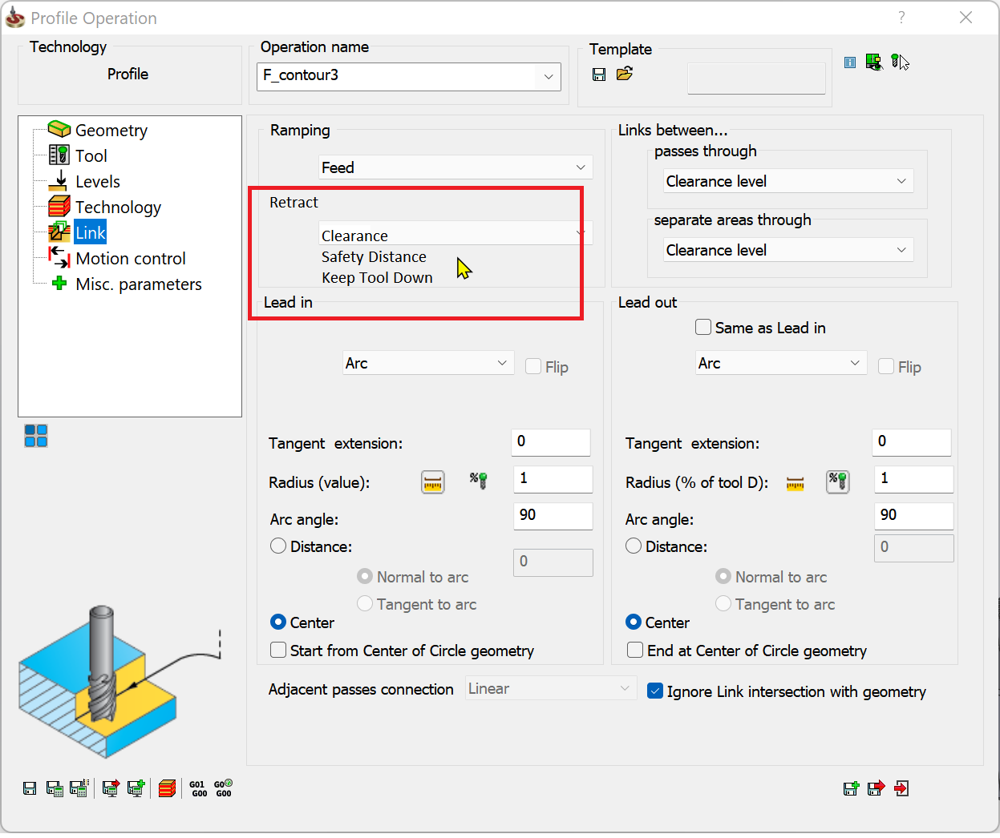 Profile Operation
?
Technology
Profile
Operation name
F_contour3
Template
Geometry
Tool
Levels
Technology
Link
Motion control
Misc. parameters
Ramping
Feed
Retract
Clearance
Safety Distance
Keep Tool Down
Links between...
passes through
Clearance level
separate areas through
Clearance level
Lead in
Arc
Flip
Tangent extension:
0
Radius (value):
%
1
Arc angle:
90
Distance:
0
Normal to arc
Tangent to arc
Center
Start from Center of Circle geometry
Lead out
Same as Lead in
Arc
Flip
Tangent extension:
0
Radius (% of tool D):
%
1
Arc angle:
90
Distance:
0
Normal to arc
Tangent to arc
Center
End at Center of Circle geometry
Adjacent passes connection
Linear
Ignore Link intersection with geometry
G01
G00
G0
G00